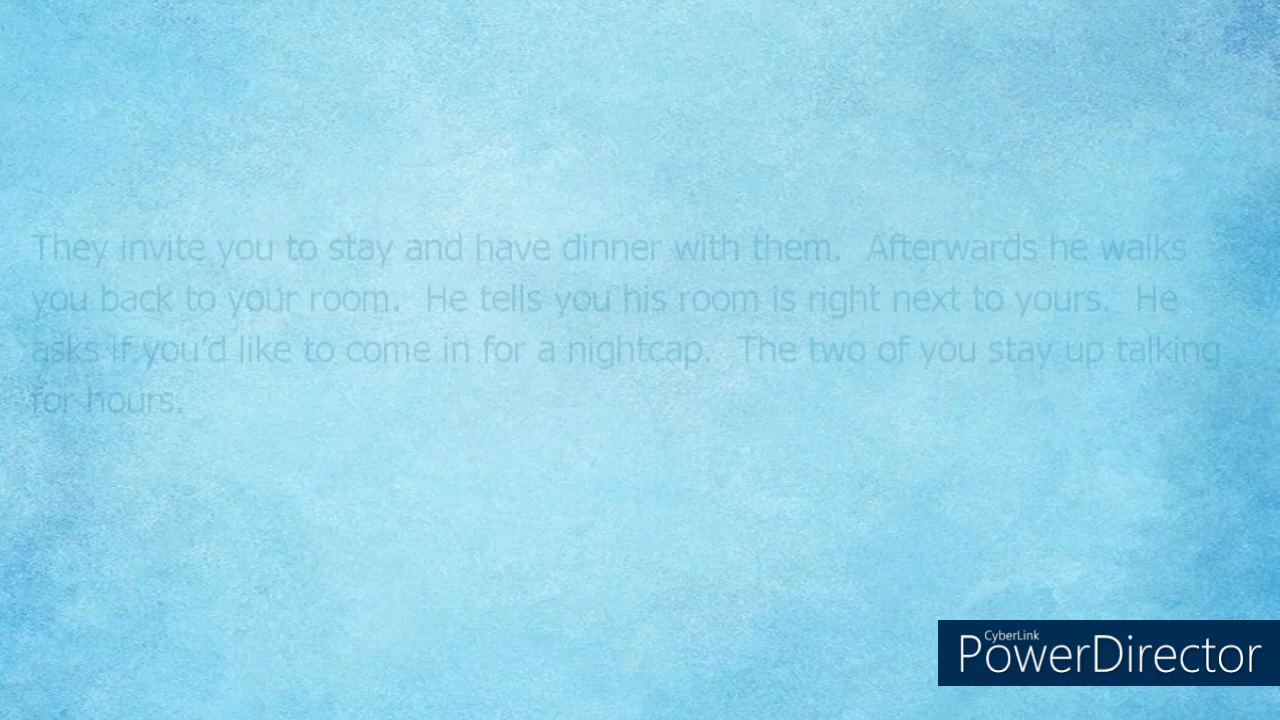 They invite you to stay and have dinner with them.  Afterwards he walks
you back to your room.  He tells you his room is right next to yours.  He
asks if you’d like to come in for a nightcap.  The two of you stay up talking
for hours.
CyberLink
PowerDirector